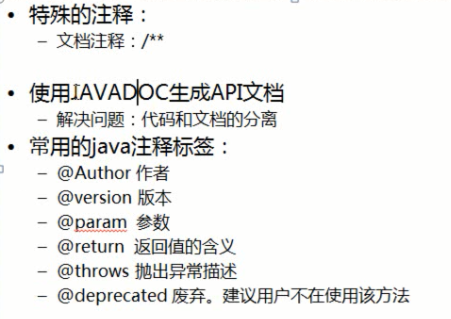 • 特殊的注释：
– 文档注释：/**
• 使用JAVADOC生成API文档
– 解决问题：代码和文档的分离
• 常用的java注释标签：
– @Author 作者
– @version 版本
– @param 参数
– @return 返回值的含义
– @throws 抛出异常描述
– @deprecated 废弃。建议用户不在使用该方法